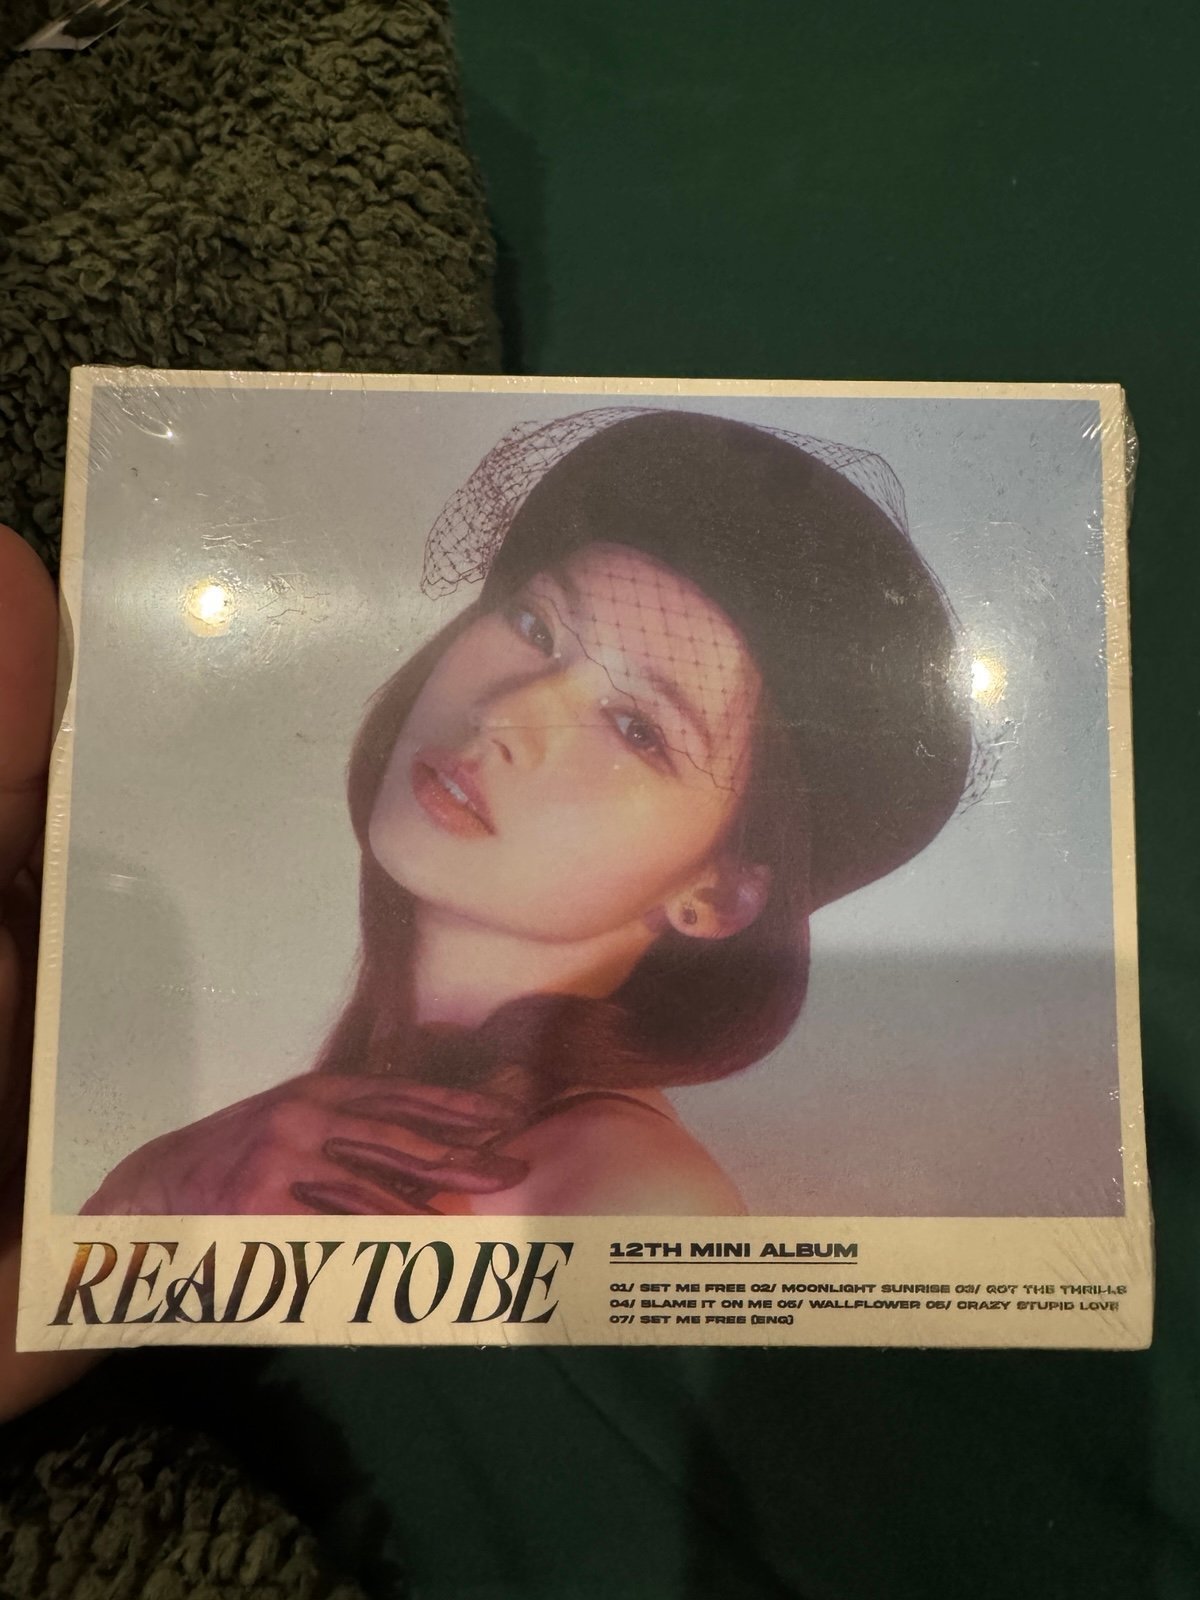 READY TO BE
12TH MINI ALBUM
01/ SET ME FREE 02/ MOONLIGHT SUNRISE 03/ GOT THE THRILLS
04/ BLAME IT ON ME 05/ WALLFLOWER 06/ CRAZY STUPID LOVE
07/ SET ME FREE (ENG)